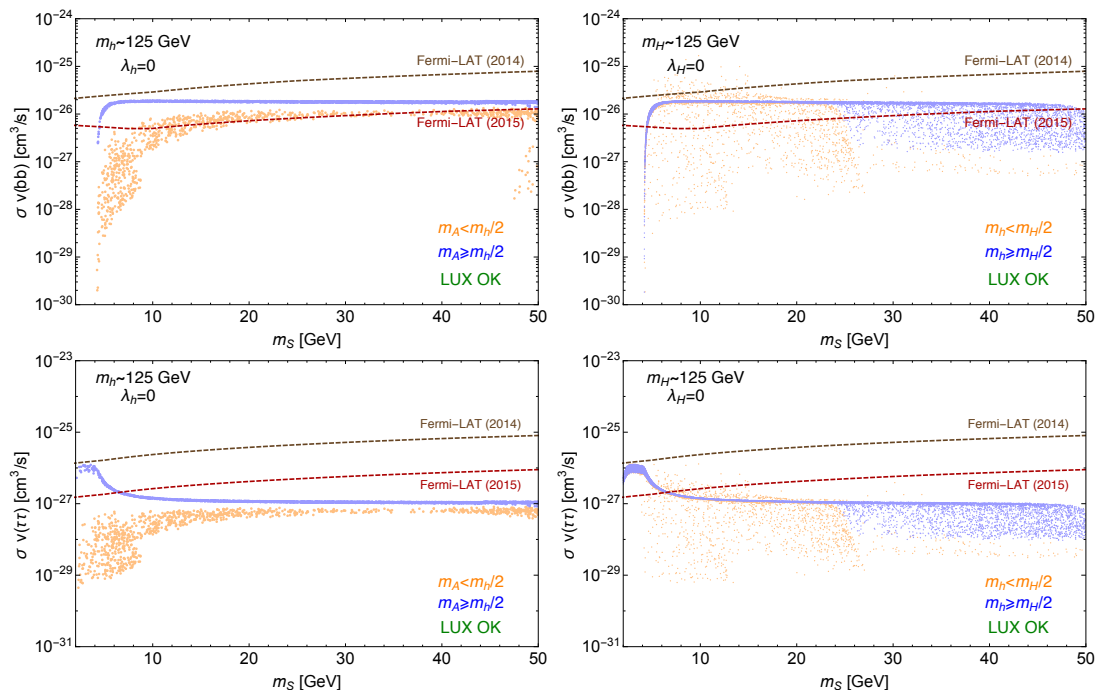 10⁻²⁴
10⁻²⁵
10⁻²⁶
10⁻²⁷
10⁻²⁸
10⁻²⁹
10⁻³⁰
σ v(bb) [cm³/s]
m_h~125 GeV
λ_h=0
Fermi-LAT (2014)
Fermi-LAT (2015)
m_A<m_h/2
m_A⩾m_h/2
LUX OK
10 20 30 40 50
m_S [GeV]
10⁻²⁴
10⁻²⁵
10⁻²⁶
10⁻²⁷
10⁻²⁸
10⁻²⁹
10⁻³⁰
σ v(bb) [cm³/s]
m_H~125 GeV
λ_H=0
Fermi-LAT (2014)
Fermi-LAT (2015)
m_h<m_H/2
m_h⩾m_H/2
LUX OK
10 20 30 40 50
m_S [GeV]
10⁻²³
10⁻²⁵
10⁻²⁷
10⁻²⁹
10⁻³¹
σ v(ττ) [cm³/s]
m_h~125 GeV
λ_h=0
Fermi-LAT (2014)
Fermi-LAT (2015)
m_A<m_h/2
m_A⩾m_h/2
LUX OK
10 20 30 40 50
m_S [GeV]
10⁻²³
10⁻²⁵
10⁻²⁷
10⁻²⁹
10⁻³¹
σ v(ττ) [cm³/s]
m_H~125 GeV
λ_H=0
Fermi-LAT (2014)
Fermi-LAT (2015)
m_h<m_H/2
m_h⩾m_H/2
LUX OK
10 20 30 40 50
m_S [GeV]